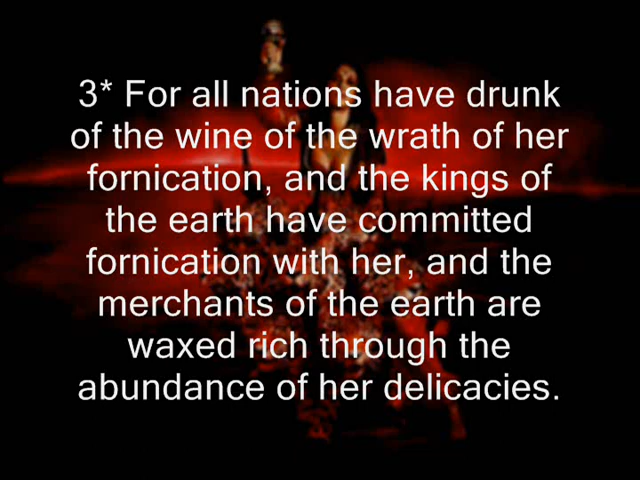 3* For all nations have drunk
of the wine of the wrath of her
fornication, and the kings of
the earth have committed
fornication with her, and the
merchants of the earth are
waxed rich through the
abundance of her delicacies.